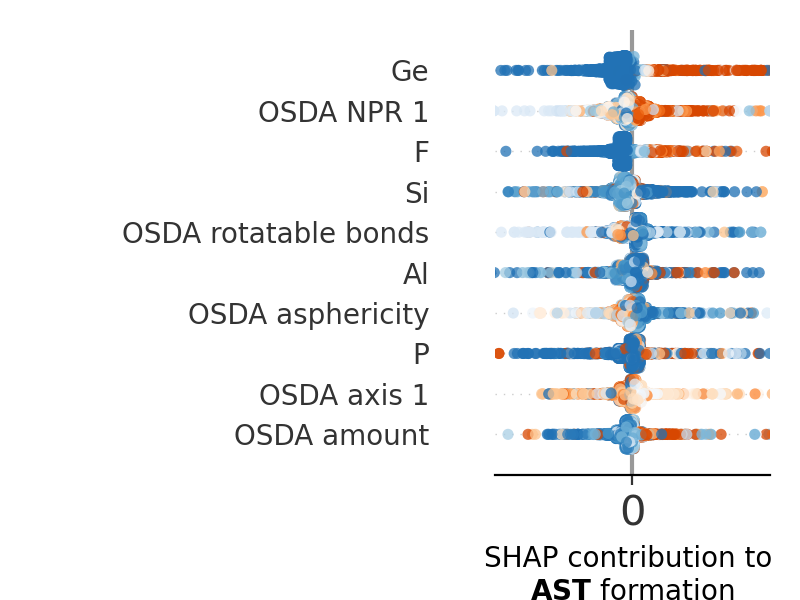 Ge
OSDA NPR 1
F
Si
OSDA rotatable bonds
Al
OSDA asphericity
P
OSDA axis 1
OSDA amount
0
SHAP contribution to
AST formation